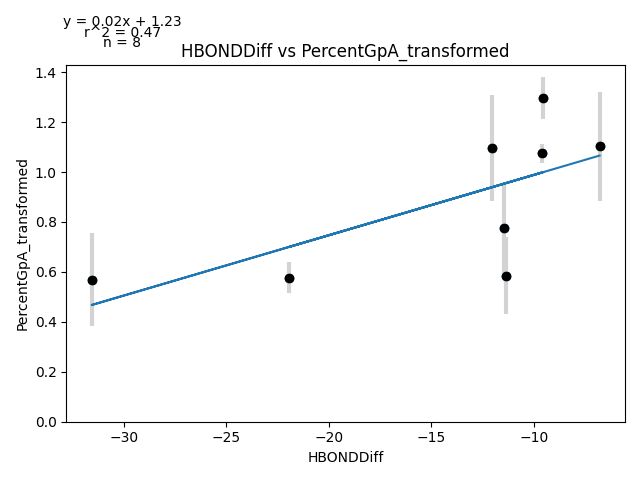 y = 0.02x + 1.23
r^2 = 0.47
n = 8
HBONDDiff vs PercentGpA_transformed
1.4
1.2
1.0
0.8
0.6
0.4
0.2
0.0
PercentGpA_transformed
−30
−25
−20
−15
−10
HBONDDiff